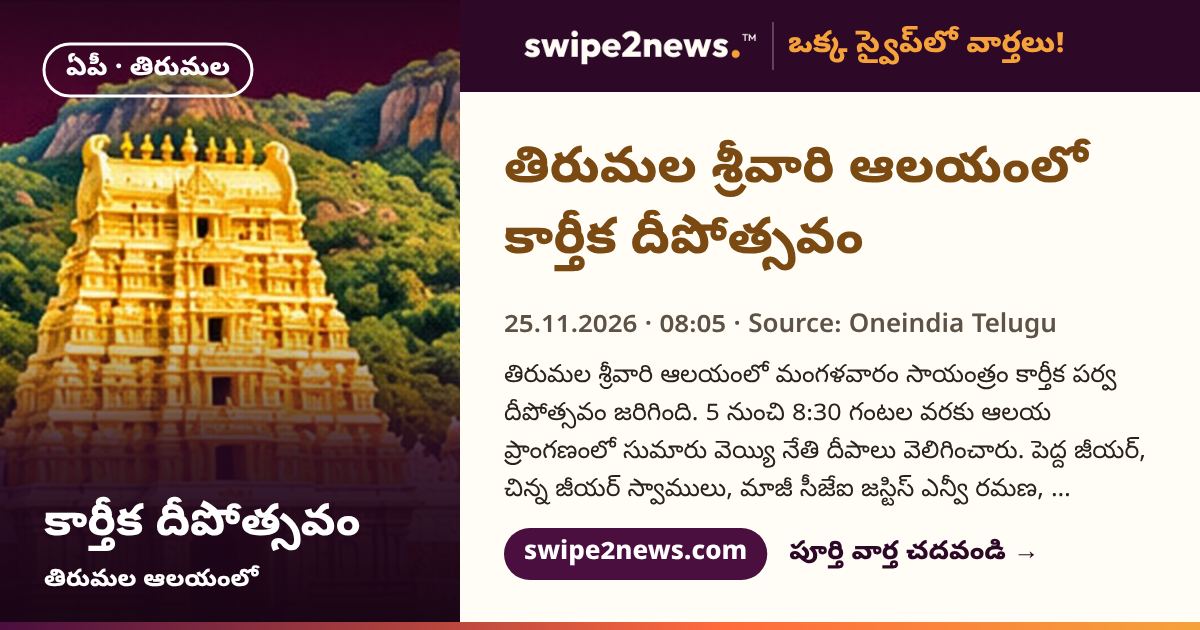 ఏపీ · తిరుమల
కార్తీక దీపోత్సవం
తిరుమల ఆలయంలో
swipe2news.™
ఒక్క స్వైప్‌లో వార్తలు!
తిరుమల శ్రీవారి ఆలయంలో
కార్తీక దీపోత్సవం
25.11.2026 · 08:05 · Source: Oneindia Telugu
తిరుమల శ్రీవారి ఆలయంలో మంగళవారం సాయంత్రం కార్తీక పర్వ
దీపోత్సవం జరిగింది. 5 నుంచి 8:30 గంటల వరకు ఆలయ
ప్రాంగణంలో సుమారు వెయ్యి నేతి దీపాలు వెలిగించారు. పెద్ద జీయర్,
చిన్న జీయర్ స్వాములు, మాజీ సీజేఐ జస్టిస్ ఎన్వీ రమణ, ...
swipe2news.com
పూర్తి వార్త చదవండి →